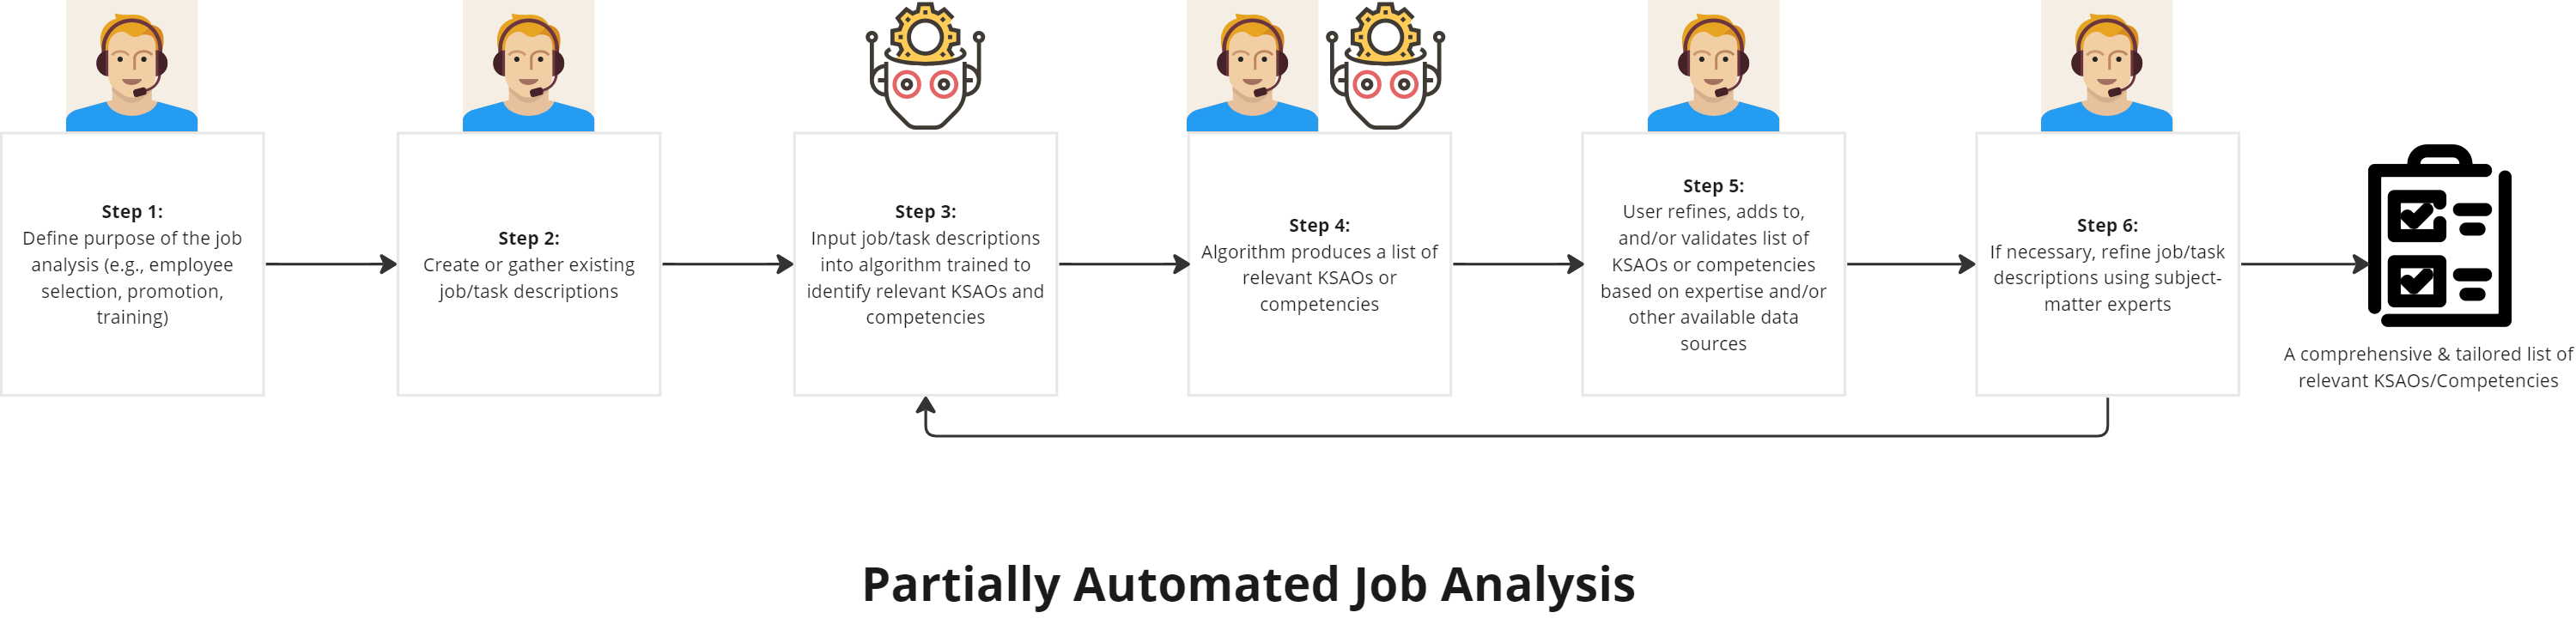 Step 1:
Define purpose of the job
analysis (e.g., employee
selection, promotion,
training)
Step 2:
Create or gather existing
job/task descriptions
Step 3:
Input job/task descriptions
into algorithm trained to
identify relevant KSAOs and
competencies
Step 4:
Algorithm produces a list of
relevant KSAOs or
competencies
Step 5:
User refines, adds to,
and/or validates list of
KSAOs or competencies
based on expertise and/or
other available data
sources
Step 6:
If necessary, refine job/task
descriptions using subject-
matter experts
A comprehensive & tailored list of
relevant KSAOs/Competencies
Partially Automated Job Analysis